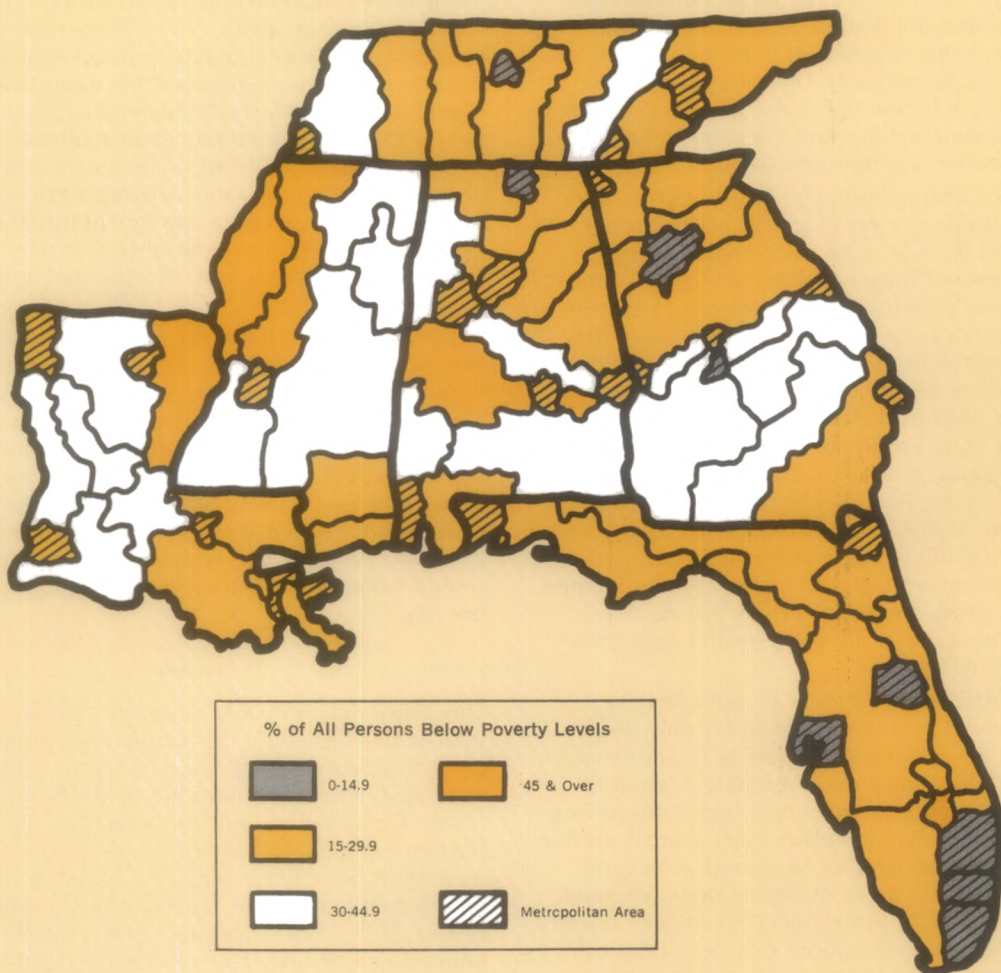 % of All Persons Below Poverty Levels
0-14.9
45 & Over
15-29.9
30-44.9
Metrcpolitan Area